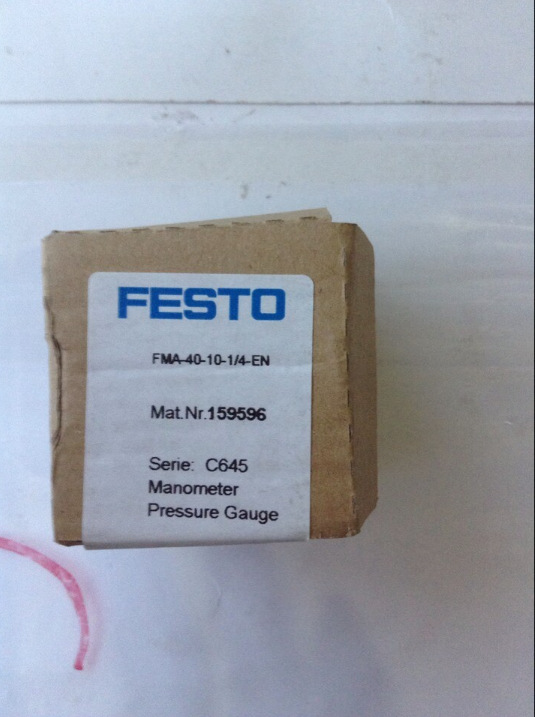 FESTO
FMA-40-10-1/4-EN
Mat.Nr.159596
Serie: C645
Manometer
Pressure Gauge